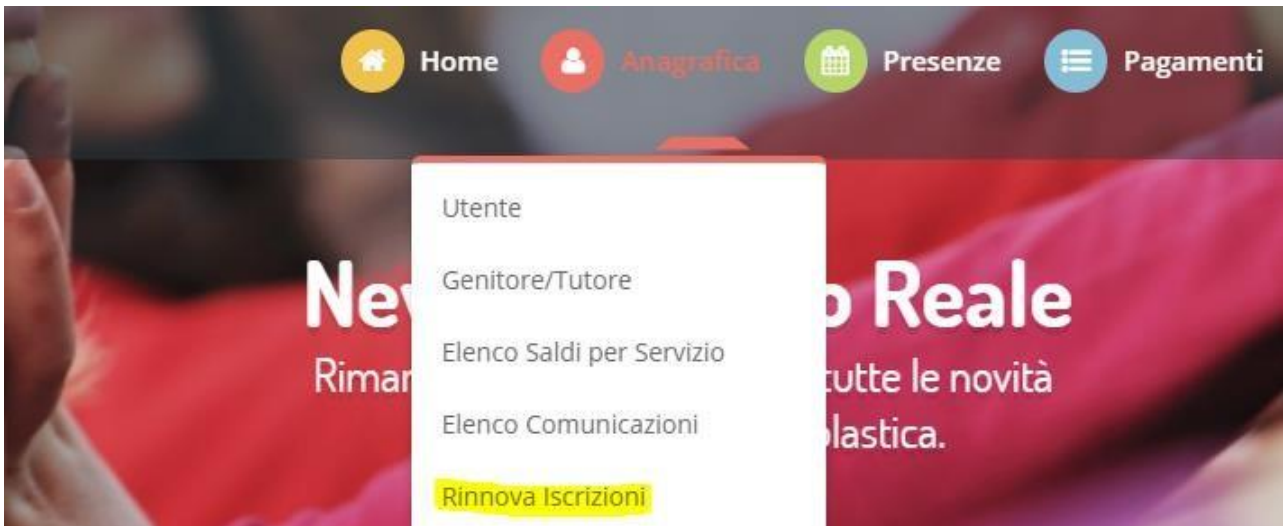 Home Anagrafica Presenze Pagamenti
Utente
Genitore/Tutore
Elenco Saldi per Servizio
Elenco Comunicazioni
Rinnova Iscrizioni
Reale
tutte le novità